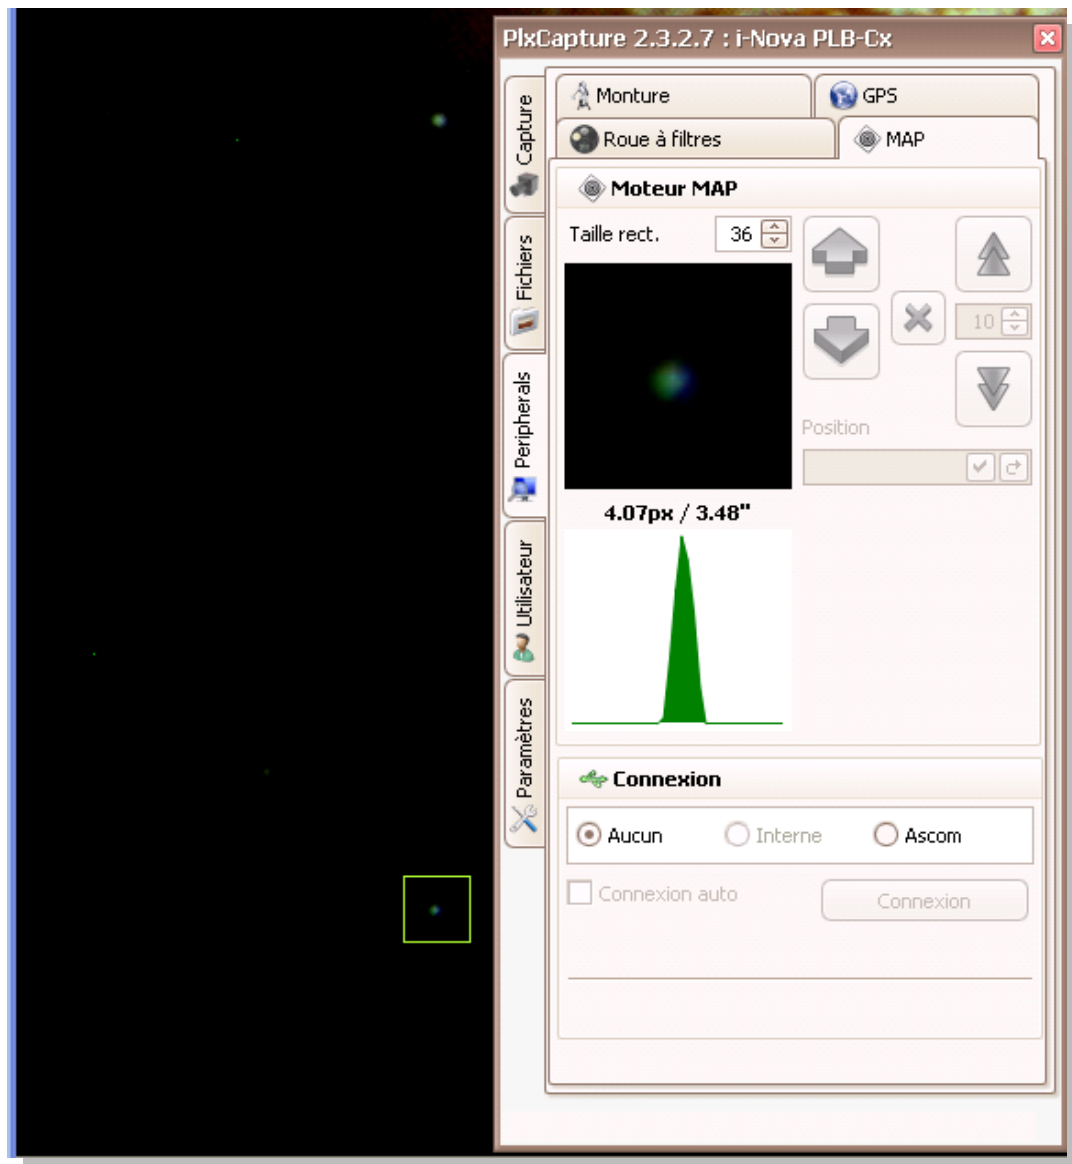 PlxCapture 2.3.2.7 : i-Nova PLB-Cx
Capture
Fichiers
Peripherals
Utilisateur
Paramètres
Monture
GPS
Roue à filtres
MAP
Moteur MAP
Taille rect.
36
10
Position
4.07px / 3.48"
Connexion
Aucun
Interne
Ascom
Connexion auto
Connexion